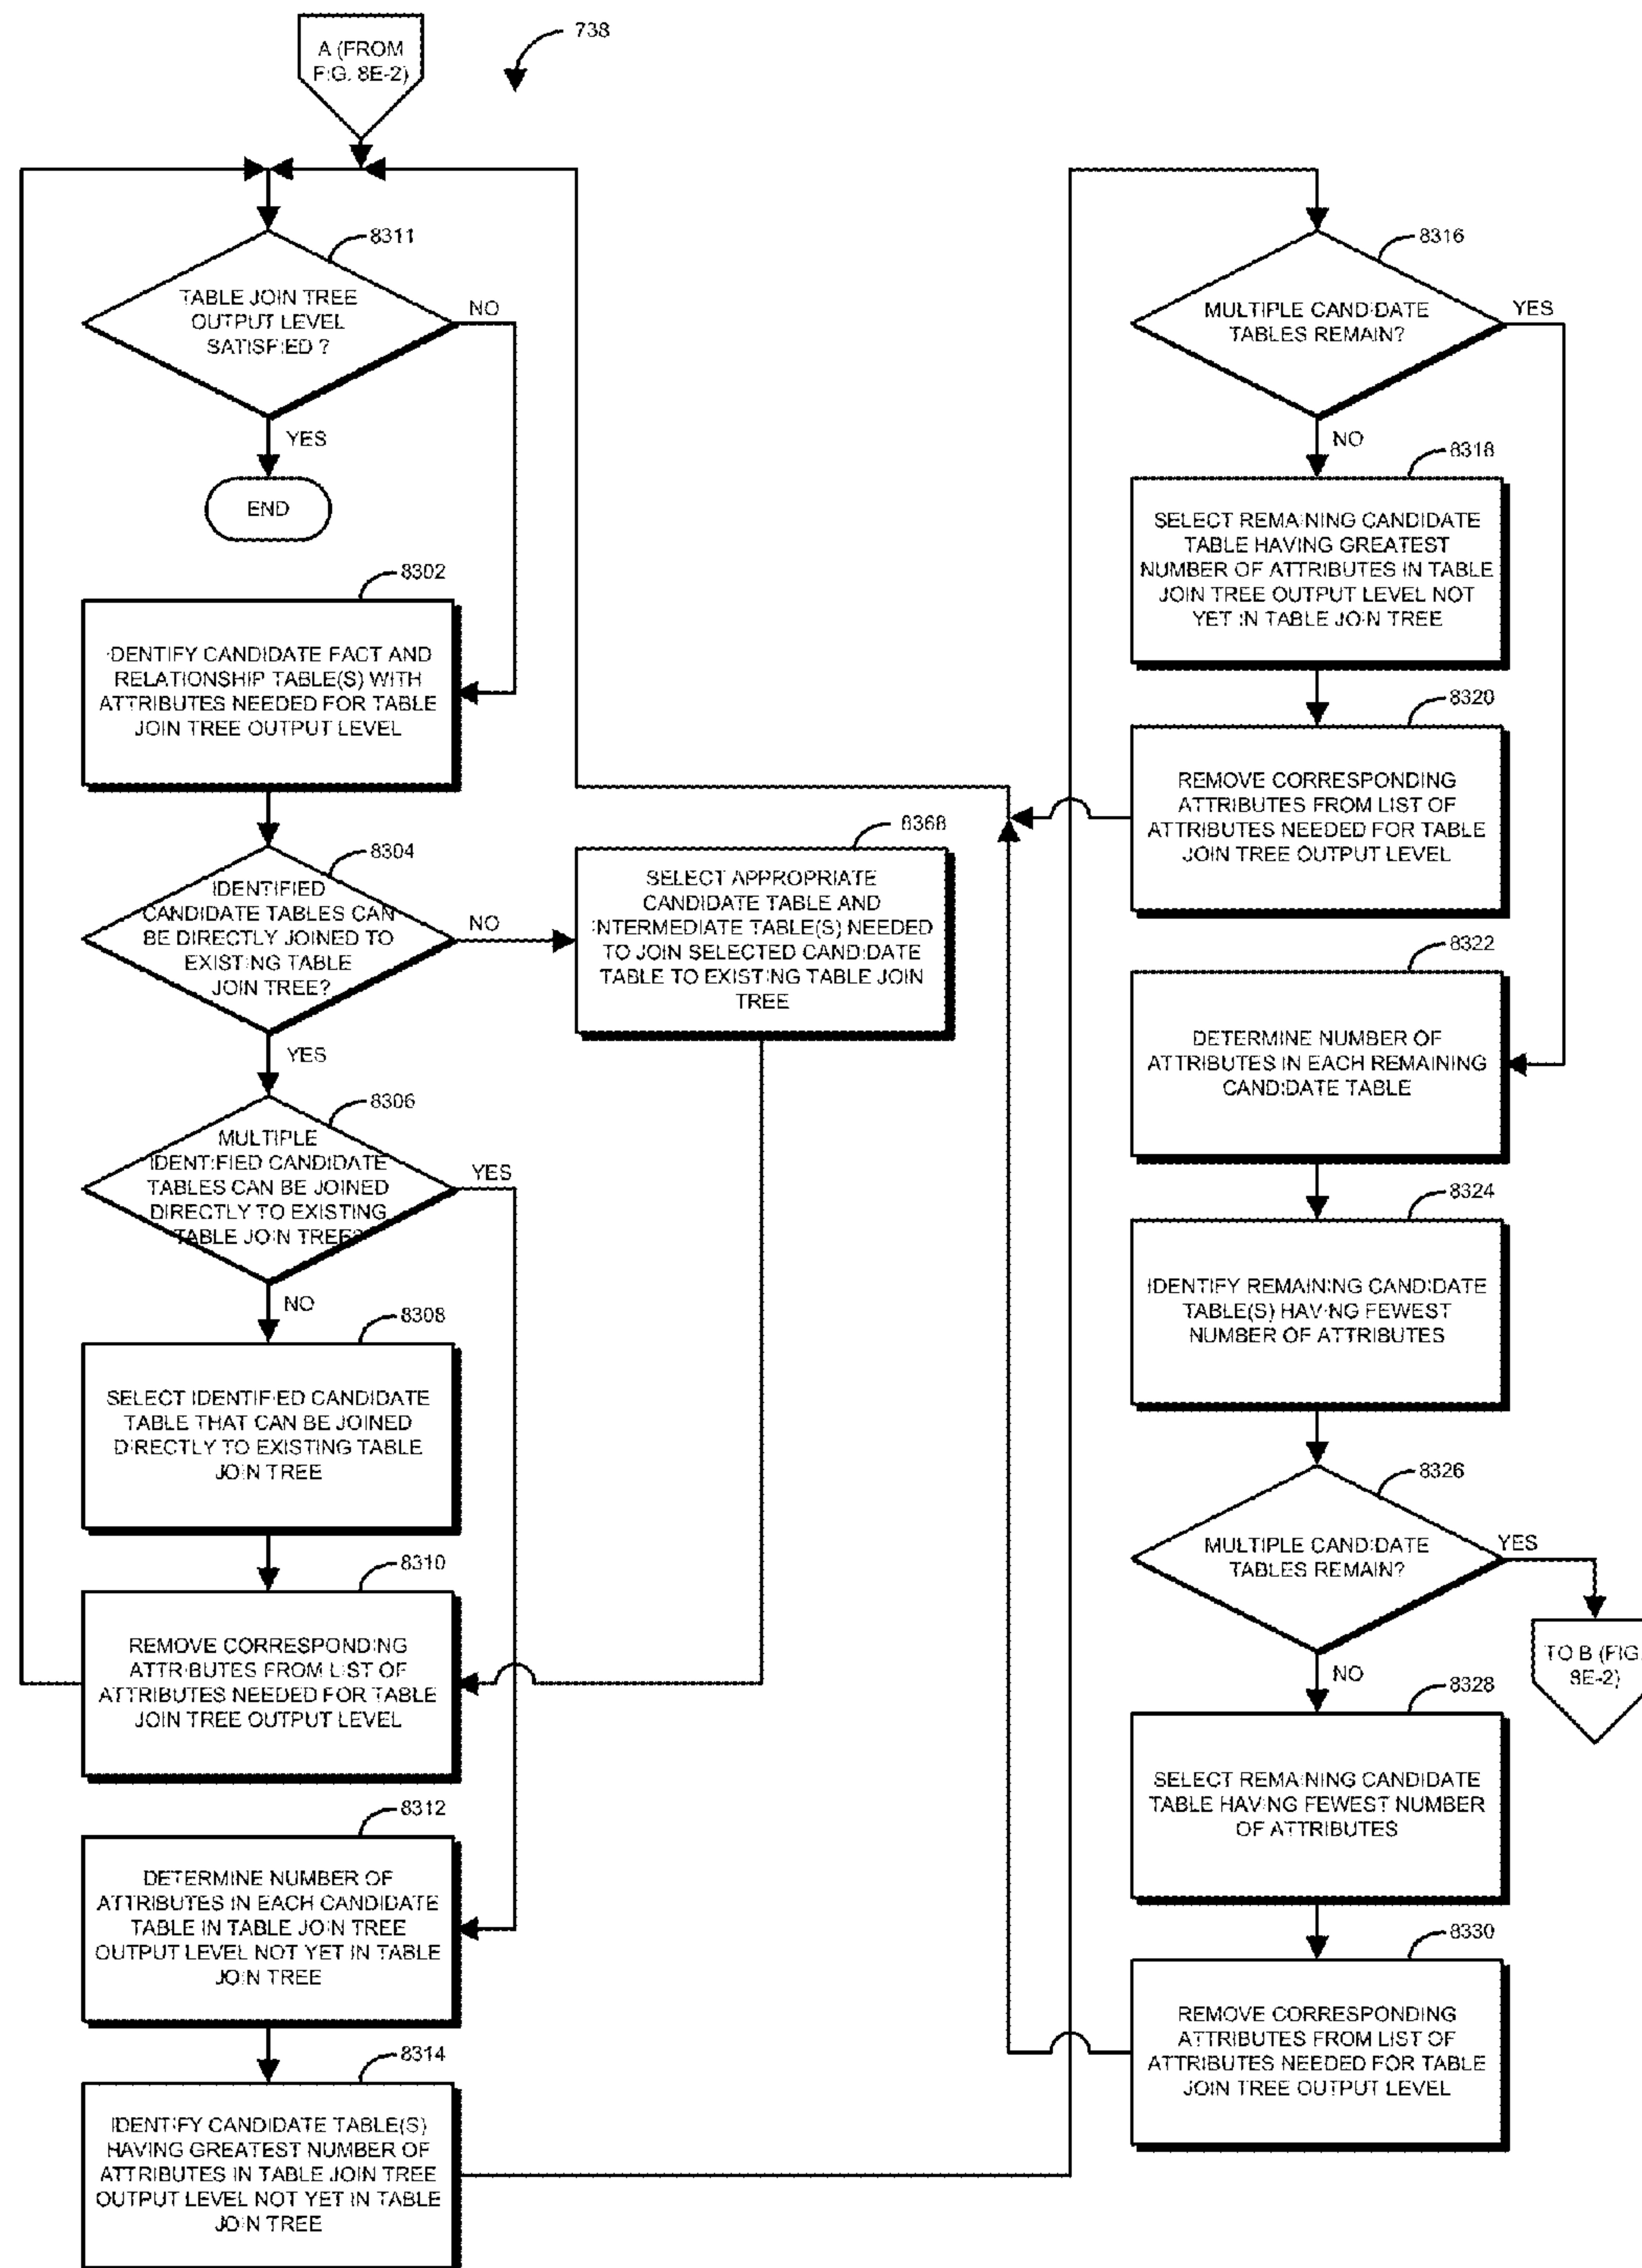 A (FROM
FIG. 8E-2)
738
8311
TABLE JOIN TREE
OUTPUT LEVEL
SATISFIED ?
NO
YES
END
8302
IDENTIFY CANDIDATE FACT AND
RELATIONSHIP TABLE(S) WITH
ATTRIBUTES NEEDED FOR TABLE
JOIN TREE OUTPUT LEVEL
8304
IDENTIFIED
CANDIDATE TABLES CAN
BE DIRECTLY JOINED TO
EXISTING TABLE
JOIN TREE?
NO
YES
8368
SELECT APPROPRIATE
CANDIDATE TABLE AND
INTERMEDIATE TABLE(S) NEEDED
TO JOIN SELECTED CANDIDATE
TABLE TO EXISTING TABLE JOIN
TREE
8306
MULTIPLE
IDENTIFIED CANDIDATE
TABLES CAN BE JOINED
DIRECTLY TO EXISTING
TABLE JOIN TREE?
YES
NO
8308
SELECT IDENTIFIED CANDIDATE
TABLE THAT CAN BE JOINED
DIRECTLY TO EXISTING TABLE
JOIN TREE
8310
REMOVE CORRESPONDING
ATTRIBUTES FROM LIST OF
ATTRIBUTES NEEDED FOR TABLE
JOIN TREE OUTPUT LEVEL
8312
DETERMINE NUMBER OF
ATTRIBUTES IN EACH CANDIDATE
TABLE IN TABLE JOIN TREE
OUTPUT LEVEL NOT YET IN TABLE
JOIN TREE
8314
IDENTIFY CANDIDATE TABLE(S)
HAVING GREATEST NUMBER OF
ATTRIBUTES IN TABLE JOIN TREE
OUTPUT LEVEL NOT YET IN TABLE
JOIN TREE
8316
MULTIPLE CANDIDATE
TABLES REMAIN?
YES
NO
8318
SELECT REMAINING CANDIDATE
TABLE HAVING GREATEST
NUMBER OF ATTRIBUTES IN TABLE
JOIN TREE OUTPUT LEVEL NOT
YET IN TABLE JOIN TREE
8320
REMOVE CORRESPONDING
ATTRIBUTES FROM LIST OF
ATTRIBUTES NEEDED FOR TABLE
JOIN TREE OUTPUT LEVEL
8322
DETERMINE NUMBER OF
ATTRIBUTES IN EACH REMAINING
CANDIDATE TABLE
8324
IDENTIFY REMAINING CANDIDATE
TABLE(S) HAVING FEWEST
NUMBER OF ATTRIBUTES
8326
MULTIPLE CANDIDATE
TABLES REMAIN?
YES
TO B (FIG.
8E-2)
NO
8328
SELECT REMAINING CANDIDATE
TABLE HAVING FEWEST NUMBER
OF ATTRIBUTES
8330
REMOVE CORRESPONDING
ATTRIBUTES FROM LIST OF
ATTRIBUTES NEEDED FOR TABLE
JOIN TREE OUTPUT LEVEL